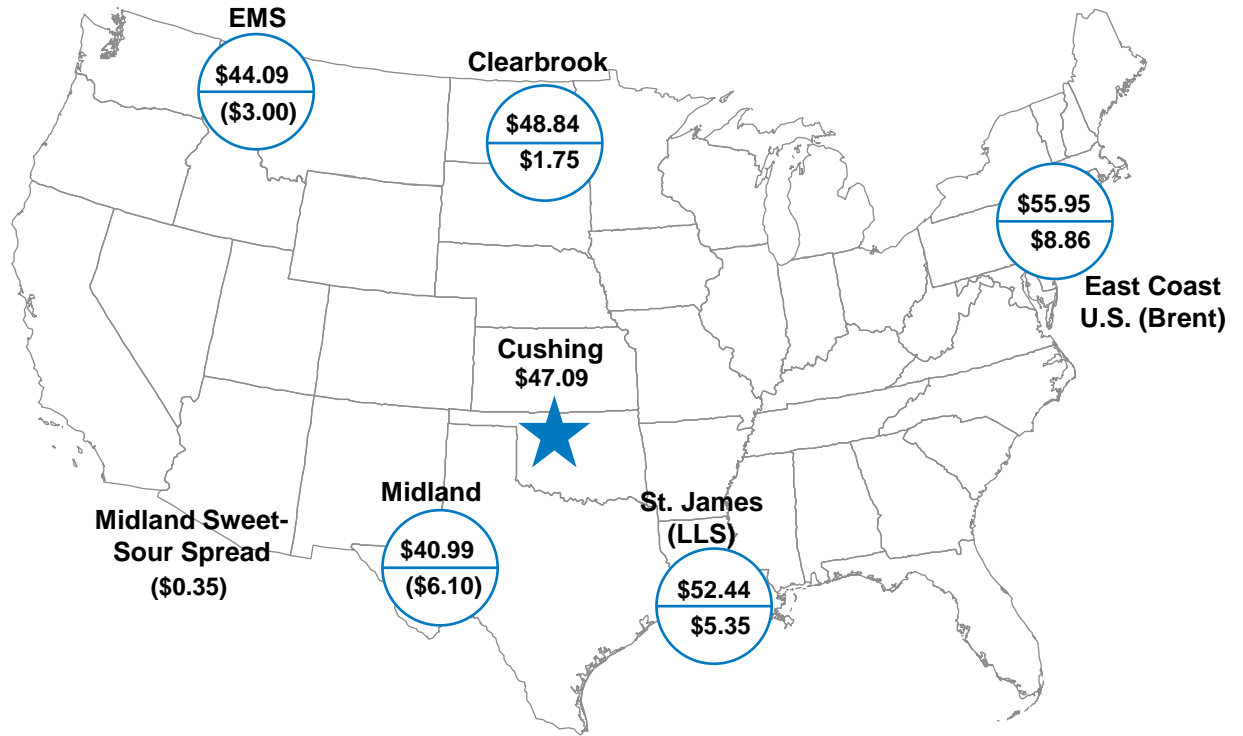 EMS
$44.09
($3.00)
Clearbrook
$48.84
$1.75
$55.95
$8.86
East Coast
U.S. (Brent)
Cushing
$47.09
Midland
$40.99
($6.10)
Midland Sweet-
Sour Spread
($0.35)
St. James
(LLS)
$52.44
$5.35